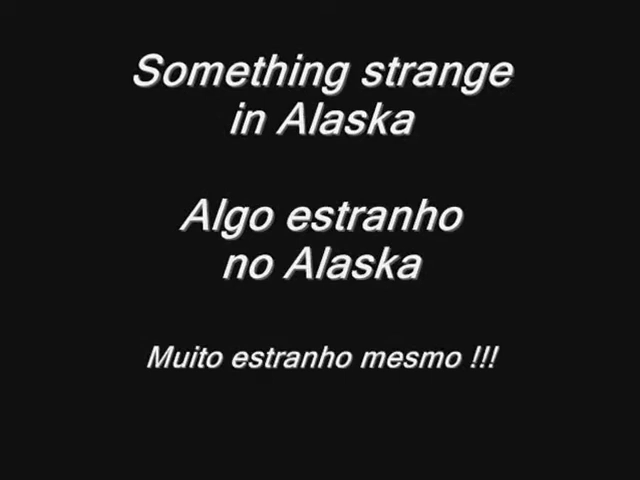 Something strange
in Alaska
Algo estranho
no Alaska
Muito estranho mesmo !!!